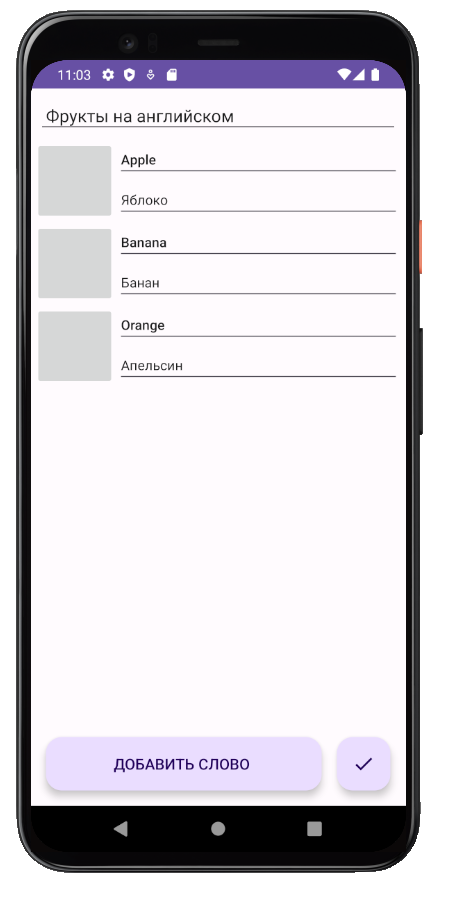 11:03
Фрукты на английском
Apple
Яблоко
Banana
Банан
Orange
Апельсин
ДОБАВИТЬ СЛОВО